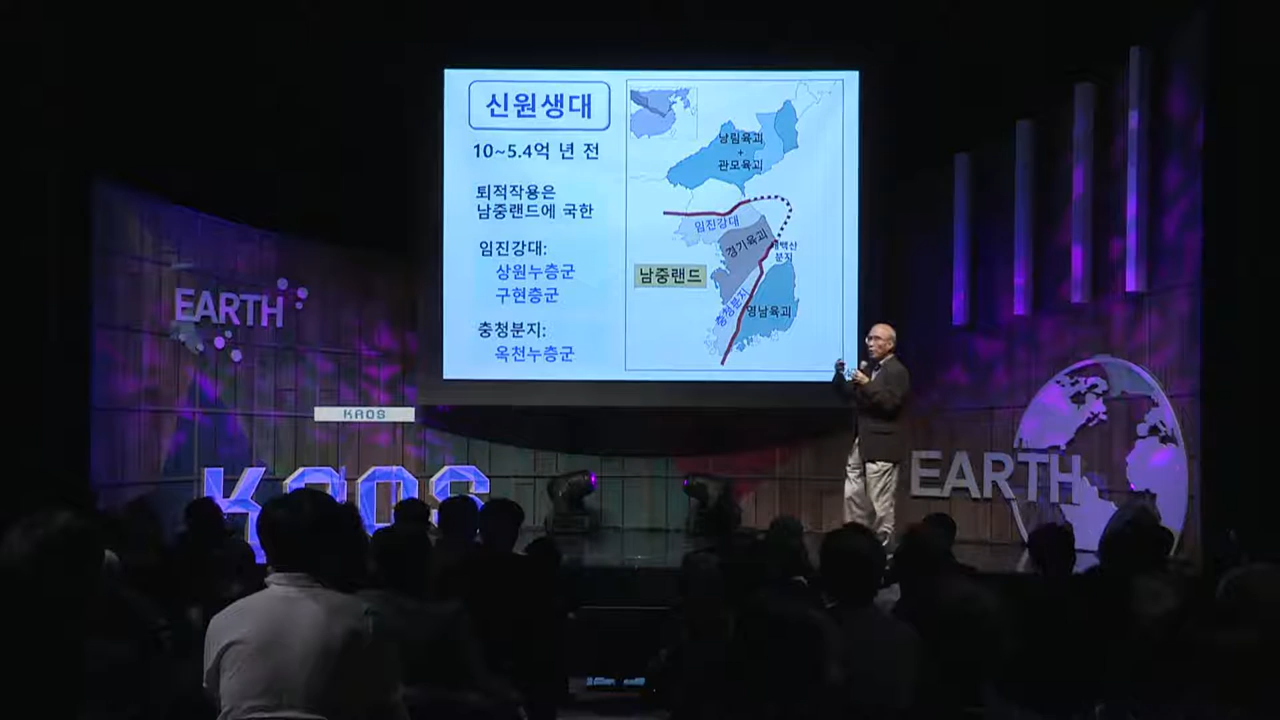 신원생대
10~5.4억 년 전
퇴적작용은
남중랜드에 국한
임진강대:
상원누층군
구현층군
충청분지:
옥천누층군
낭림육괴
+
관모육괴
임진강대
경기육괴
태백산
분지
남중랜드
충청분지
영남육괴
EARTH
KAOS
KAOS
EARTH